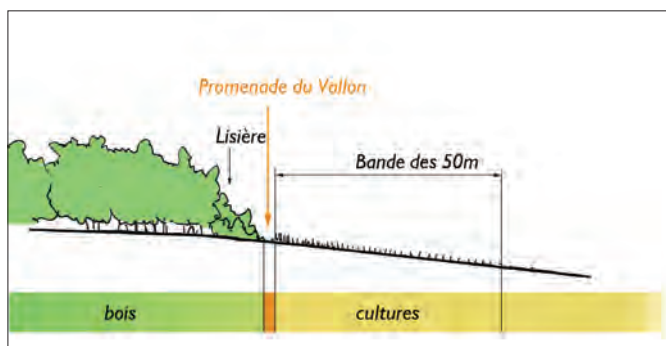 Promenade du Vallon
Lisière
Bande des 50m
bois
cultures